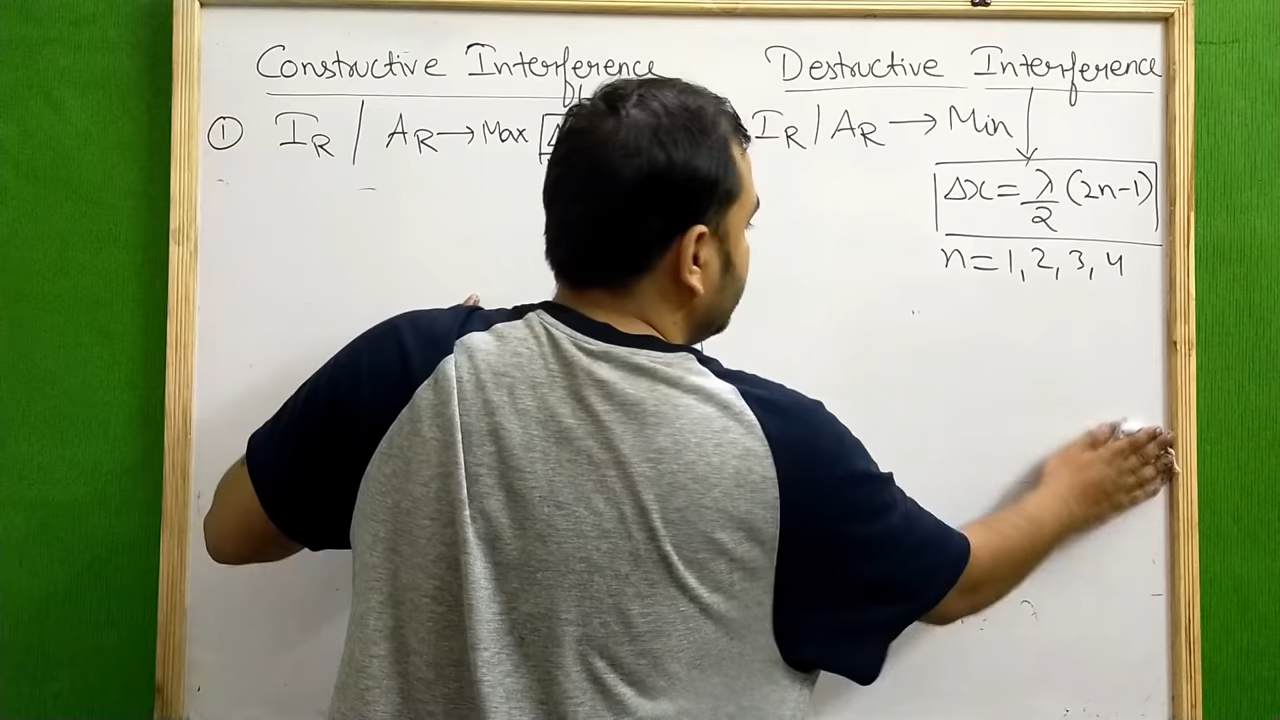 Constructive Interference
Destructive Interference
① I_R / A_R → Max
I_R / A_R → Min
Δx = λ/2 (2n-1)
n = 1, 2, 3, 4